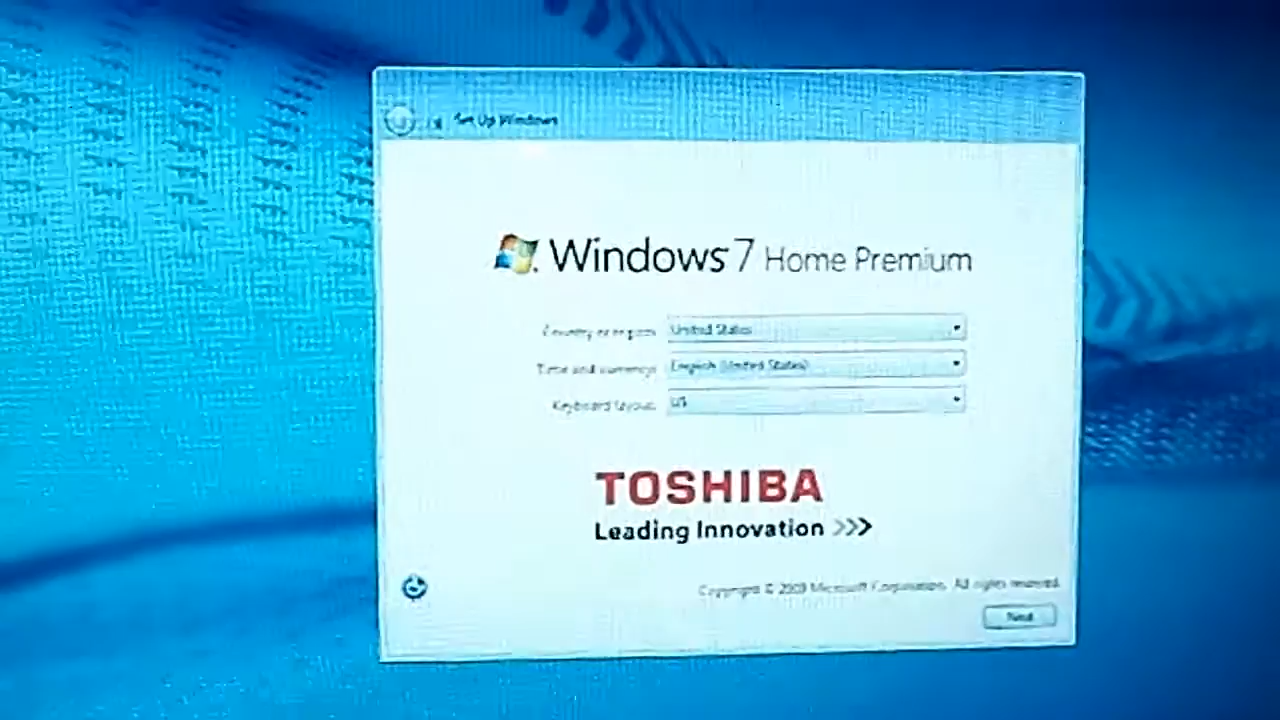 Set Up Windows
Windows 7 Home Premium
Country or region: United States
Time and currency: English (United States)
Keyboard layout: US
TOSHIBA
Leading Innovation >>>
Copyright © 2009 Microsoft Corporation. All rights reserved.
Next